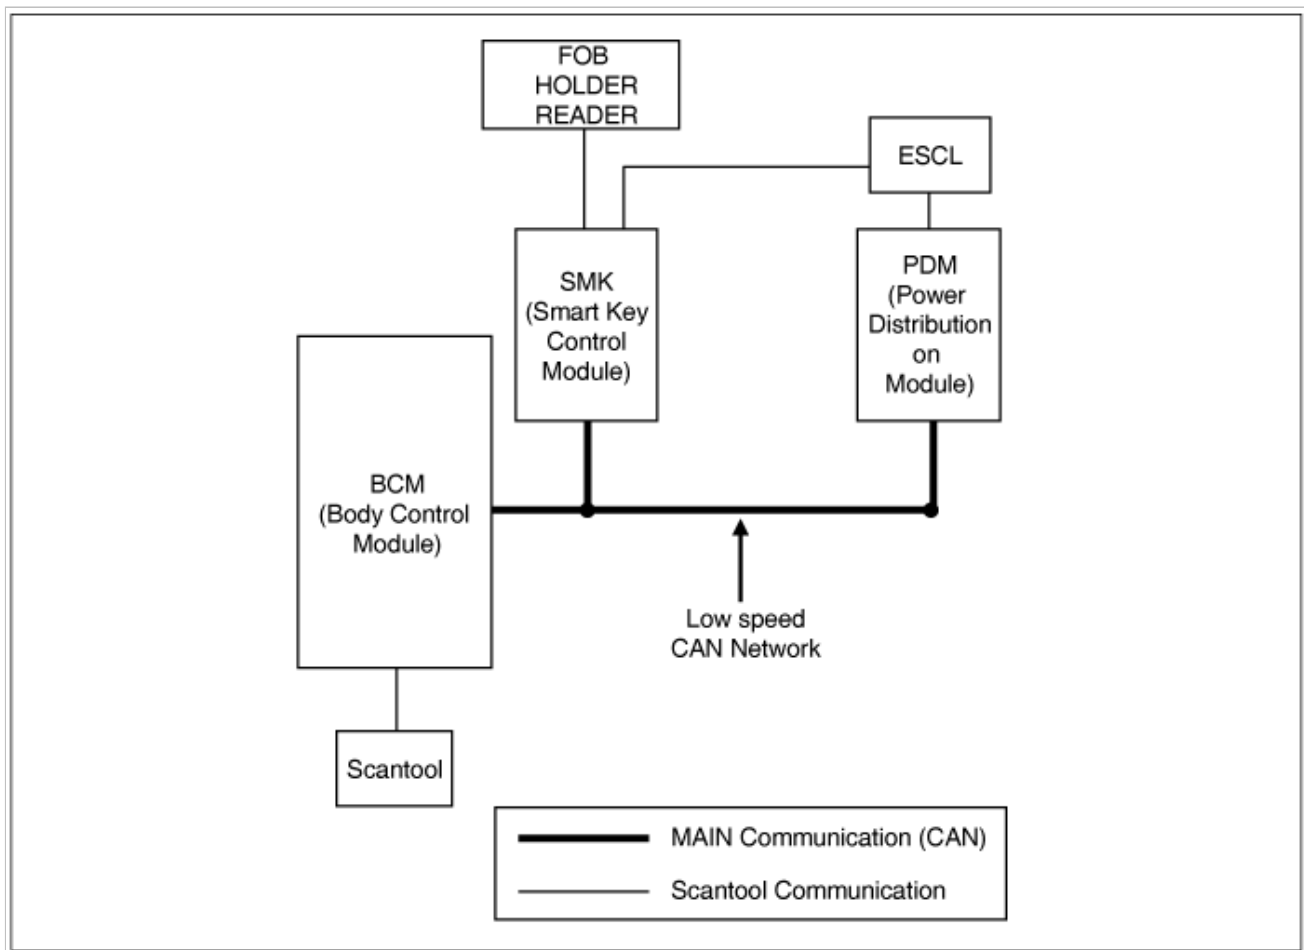 FOB
HOLDER
READER
ESCL
SMK
(Smart Key
Control
Module)
PDM
(Power
Distribution
on
Module)
BCM
(Body Control
Module)
Low speed
CAN Network
Scantool
MAIN Communication (CAN)
Scantool Communication